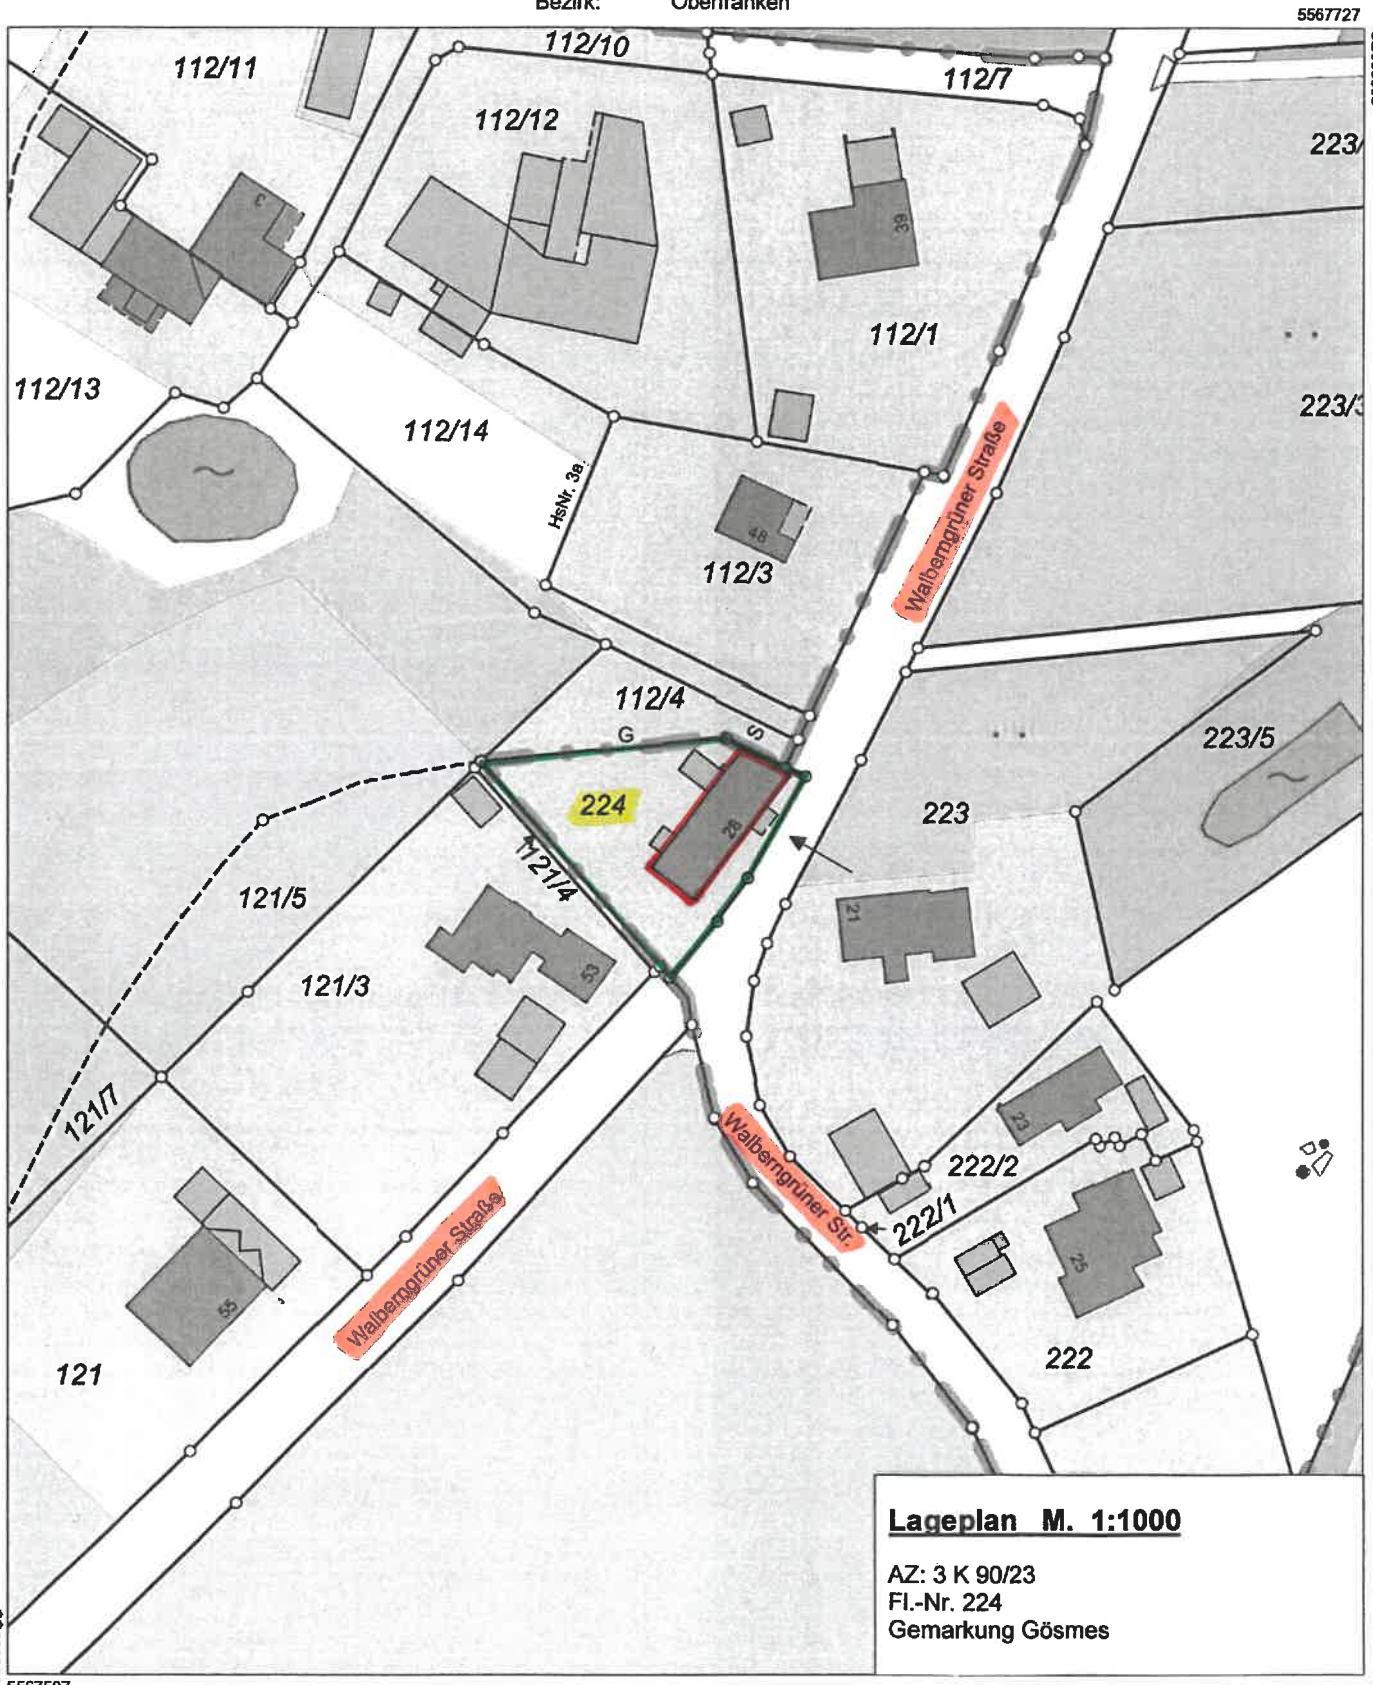 Bezirk: Oberfranken
5567727
112/10
112/11
112/7
112/12
223/
3
39
112/1
112/13
223/3
112/14
Walberngrüner Straße
HsNr. 3a.
48
112/3
112/4
G
S
223/5
224
223
28
121/4
121/5
21
53
121/3
121/7
23
Walberngrüner Str.
222/2
222/1
Walberngrüner Straße
25
55
222
121
Lageplan M. 1:1000
AZ: 3 K 90/23
Fl.-Nr. 224
Gemarkung Gösmes